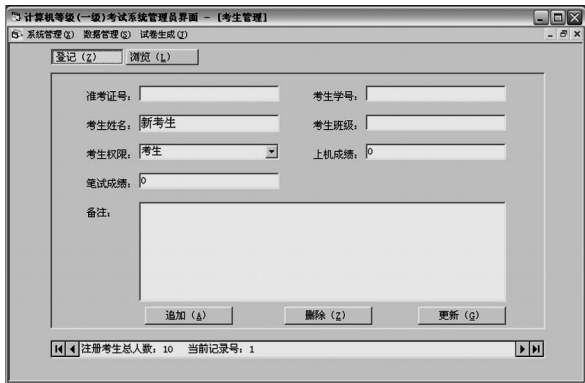 计算机等级(一级)考试系统管理员界面 - [考生管理]
系统管理(X) 数据管理(S) 试卷生成(T)
登记 (Z) 浏览 (L)
准考证号: 考生学号:
考生姓名: 新考生 考生班级:
考生权限: 考生 上机成绩: 0
笔试成绩: 0
备注:
追加 (A) 删除 (Z) 更新 (G)
注册考生总人数: 10 当前记录号: 1